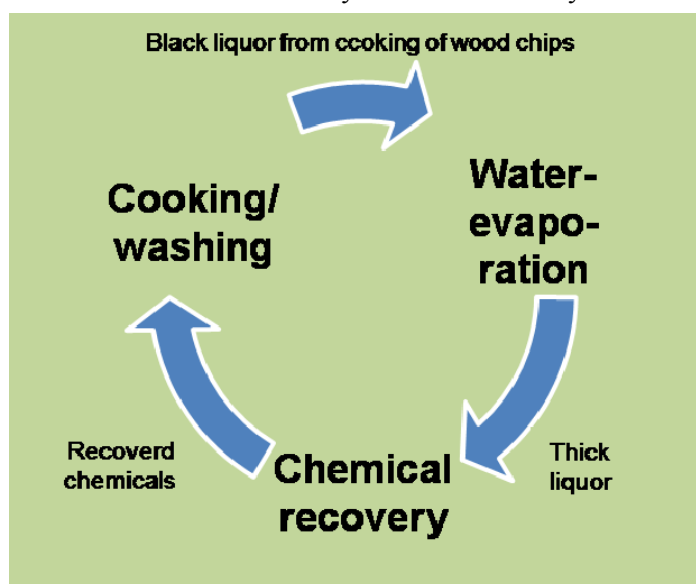 Black liquor from ccoking of wood chips
Water-
evapo-
ration
Cooking/
washing
Thick
liquor
Chemical
recovery
Recoverd
chemicals